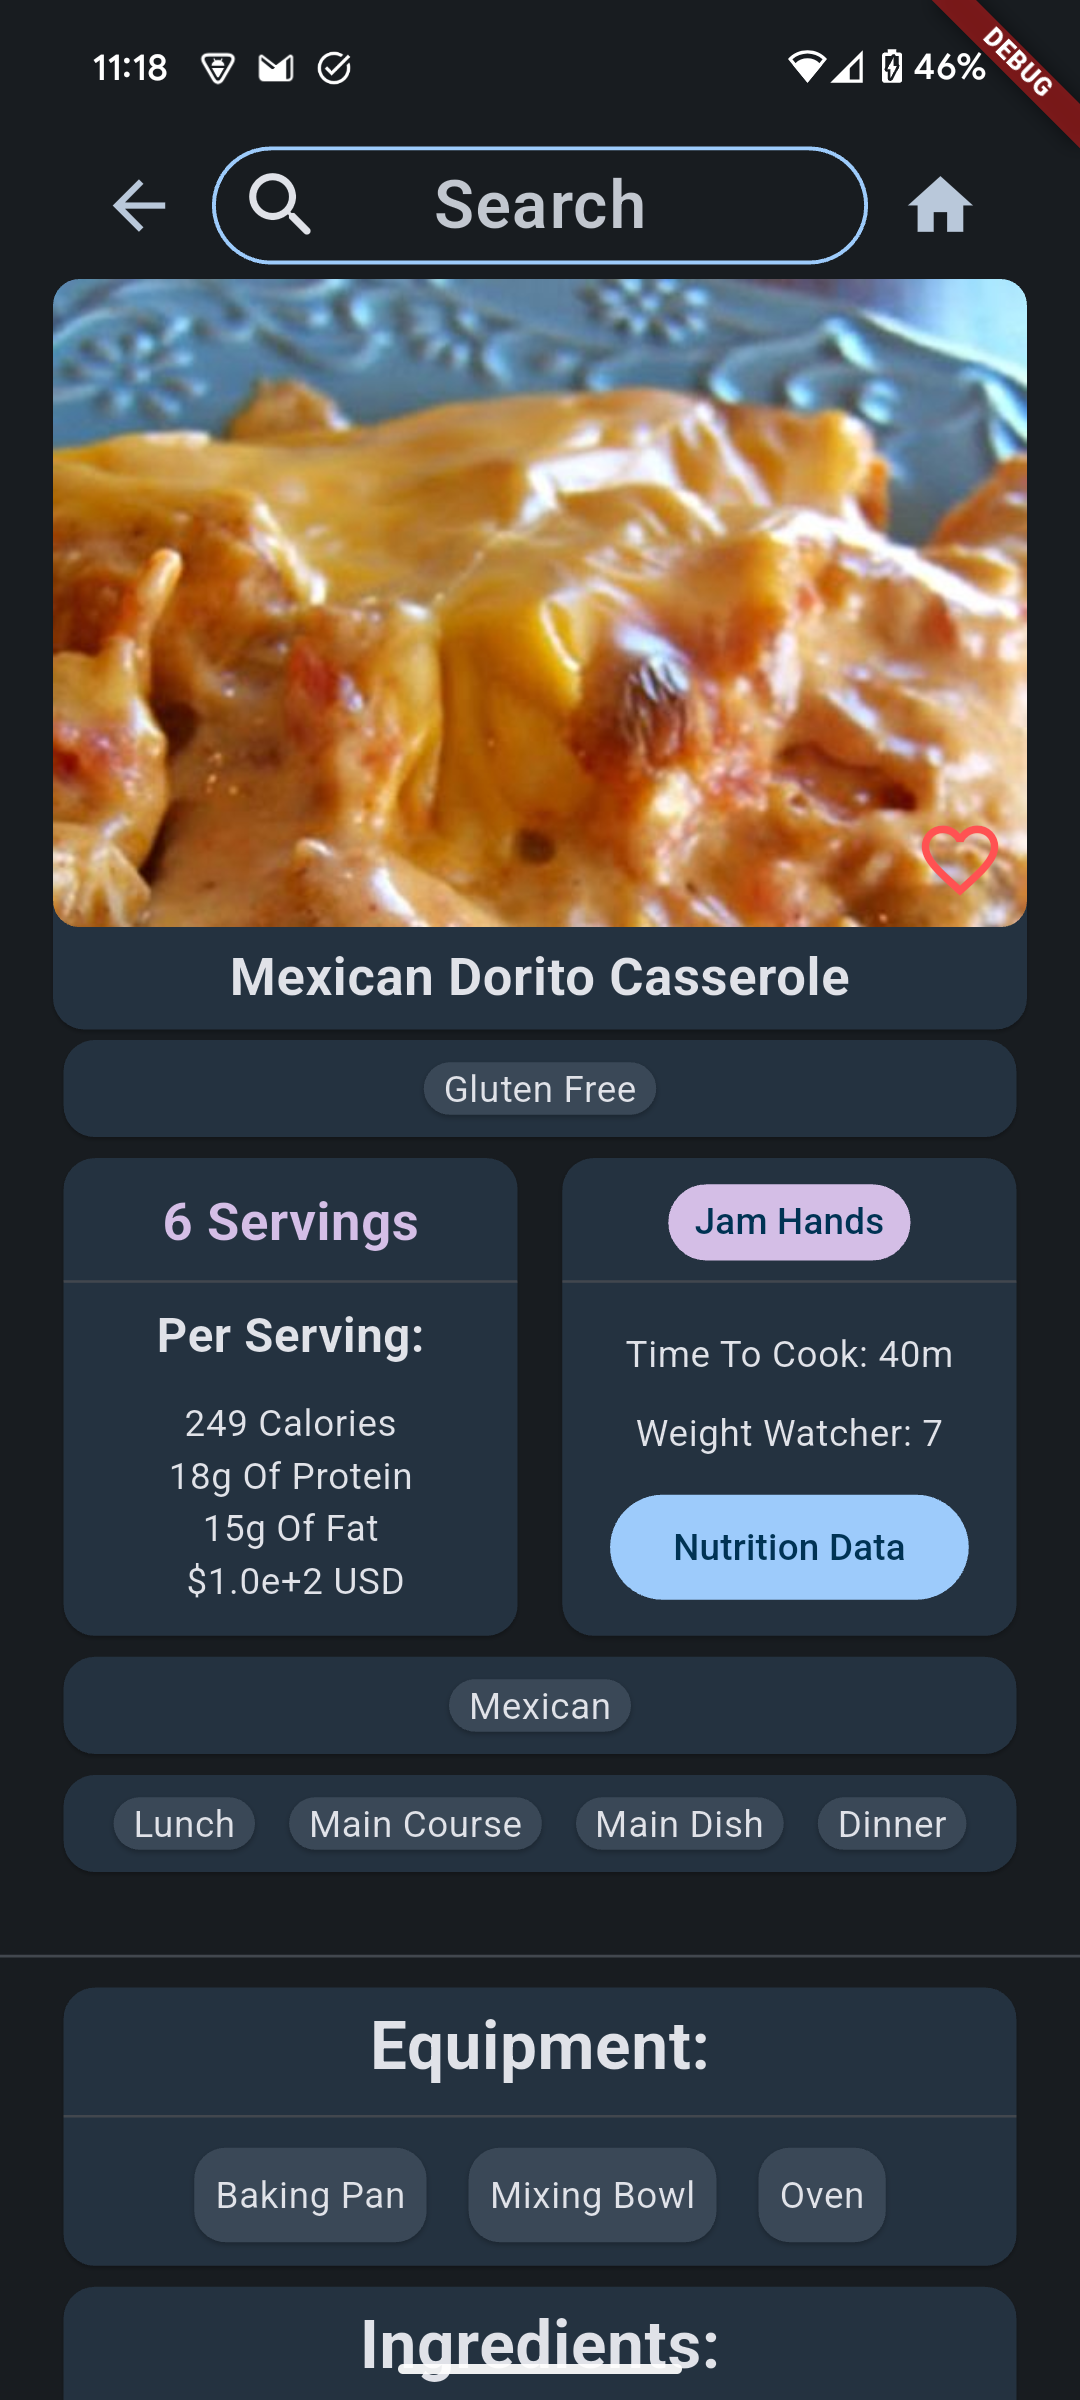 11:18
46%
DEBUG
Search
Mexican Dorito Casserole
Gluten Free
6 Servings
Per Serving:
249 Calories
18g Of Protein
15g Of Fat
$1.0e+2 USD
Jam Hands
Time To Cook: 40m
Weight Watcher: 7
Nutrition Data
Mexican
Lunch Main Course Main Dish Dinner
Equipment:
Baking Pan Mixing Bowl Oven
Ingredients: